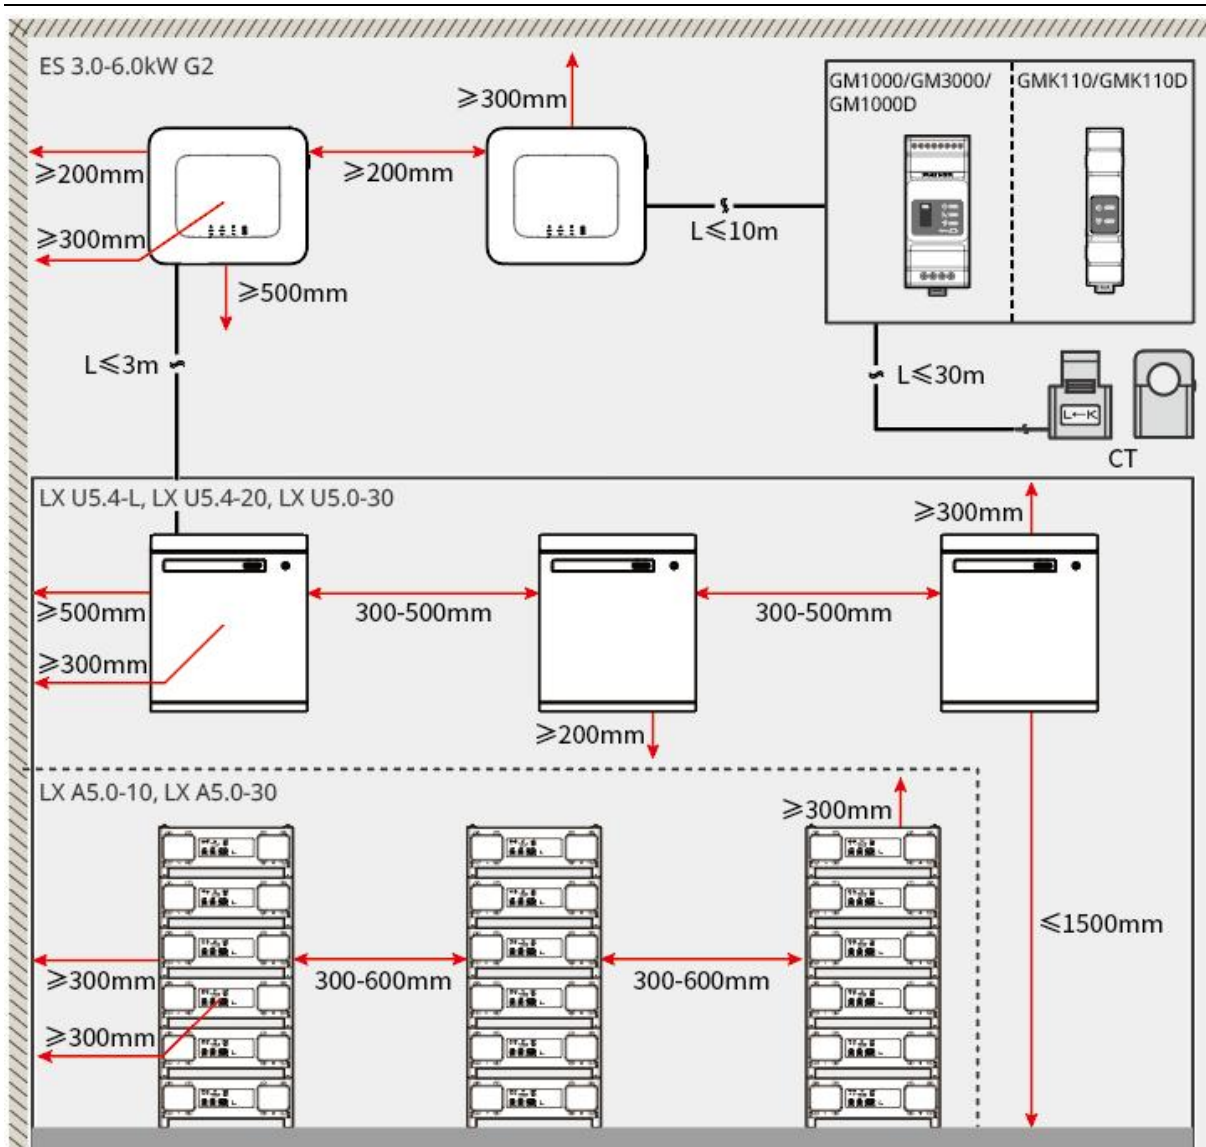 ES 3.0-6.0kW G2
≥300mm
GM1000/GM3000/
GM1000D
GMK110/GMK110D
≥200mm
≥200mm
≥300mm
L≤10m
≥500mm
L≤3m
L≤30m
L←K
CT
LX U5.4-L, LX U5.4-20, LX U5.0-30
≥300mm
≥500mm
300-500mm
300-500mm
≥300mm
≥200mm
LX A5.0-10, LX A5.0-30
≥300mm
≤1500mm
≥300mm
300-600mm
300-600mm
≥300mm